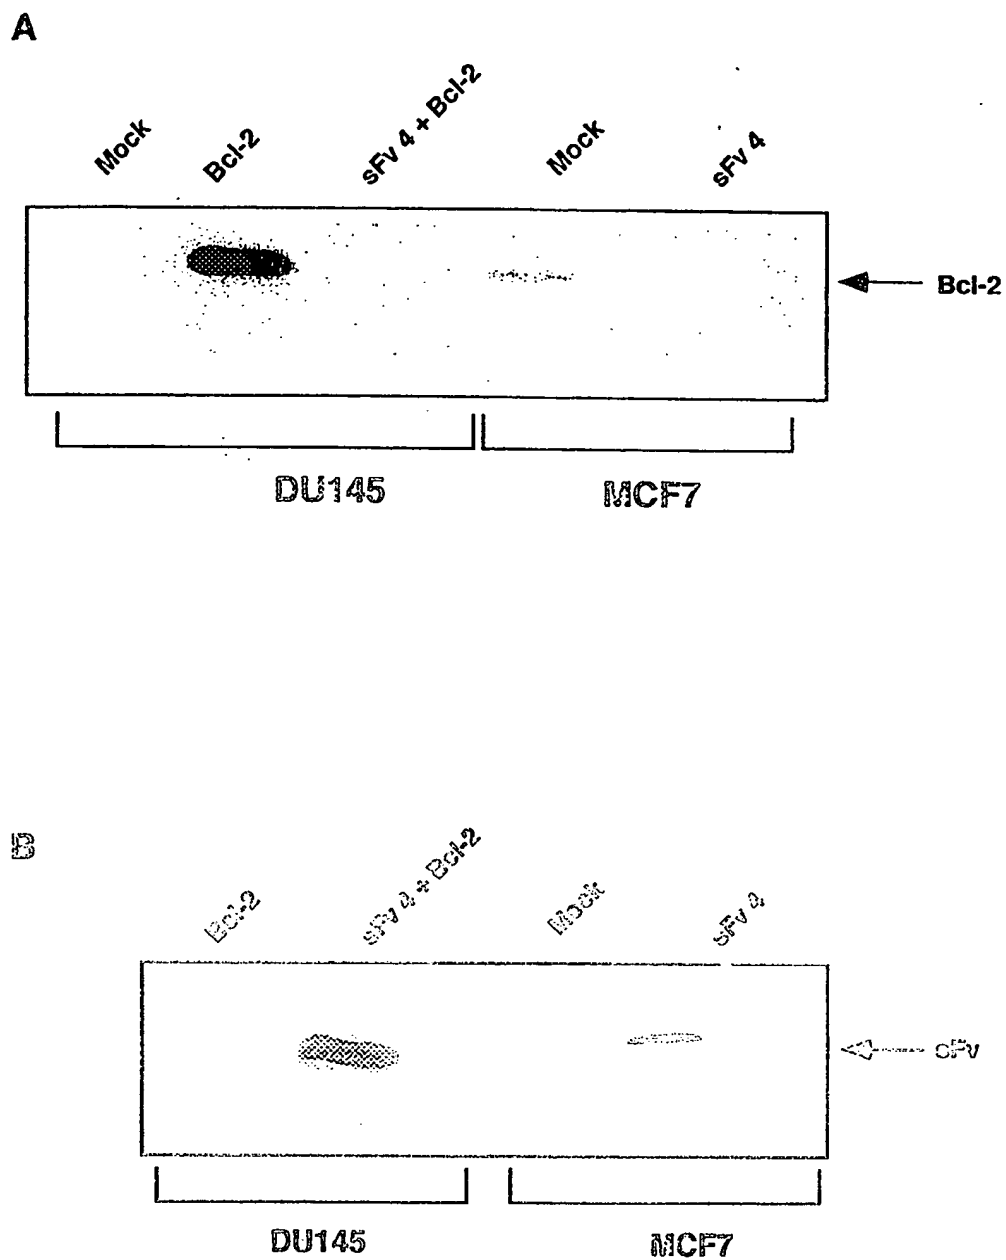 A
Mock Bcl-2 sFv 4 + Bcl-2 Mock sFv 4
Bcl-2
DU145 MCF7
B
Bcl-2 sFv 4 + Bcl-2 Mock sFv 4
sFv
DU145 MCF7